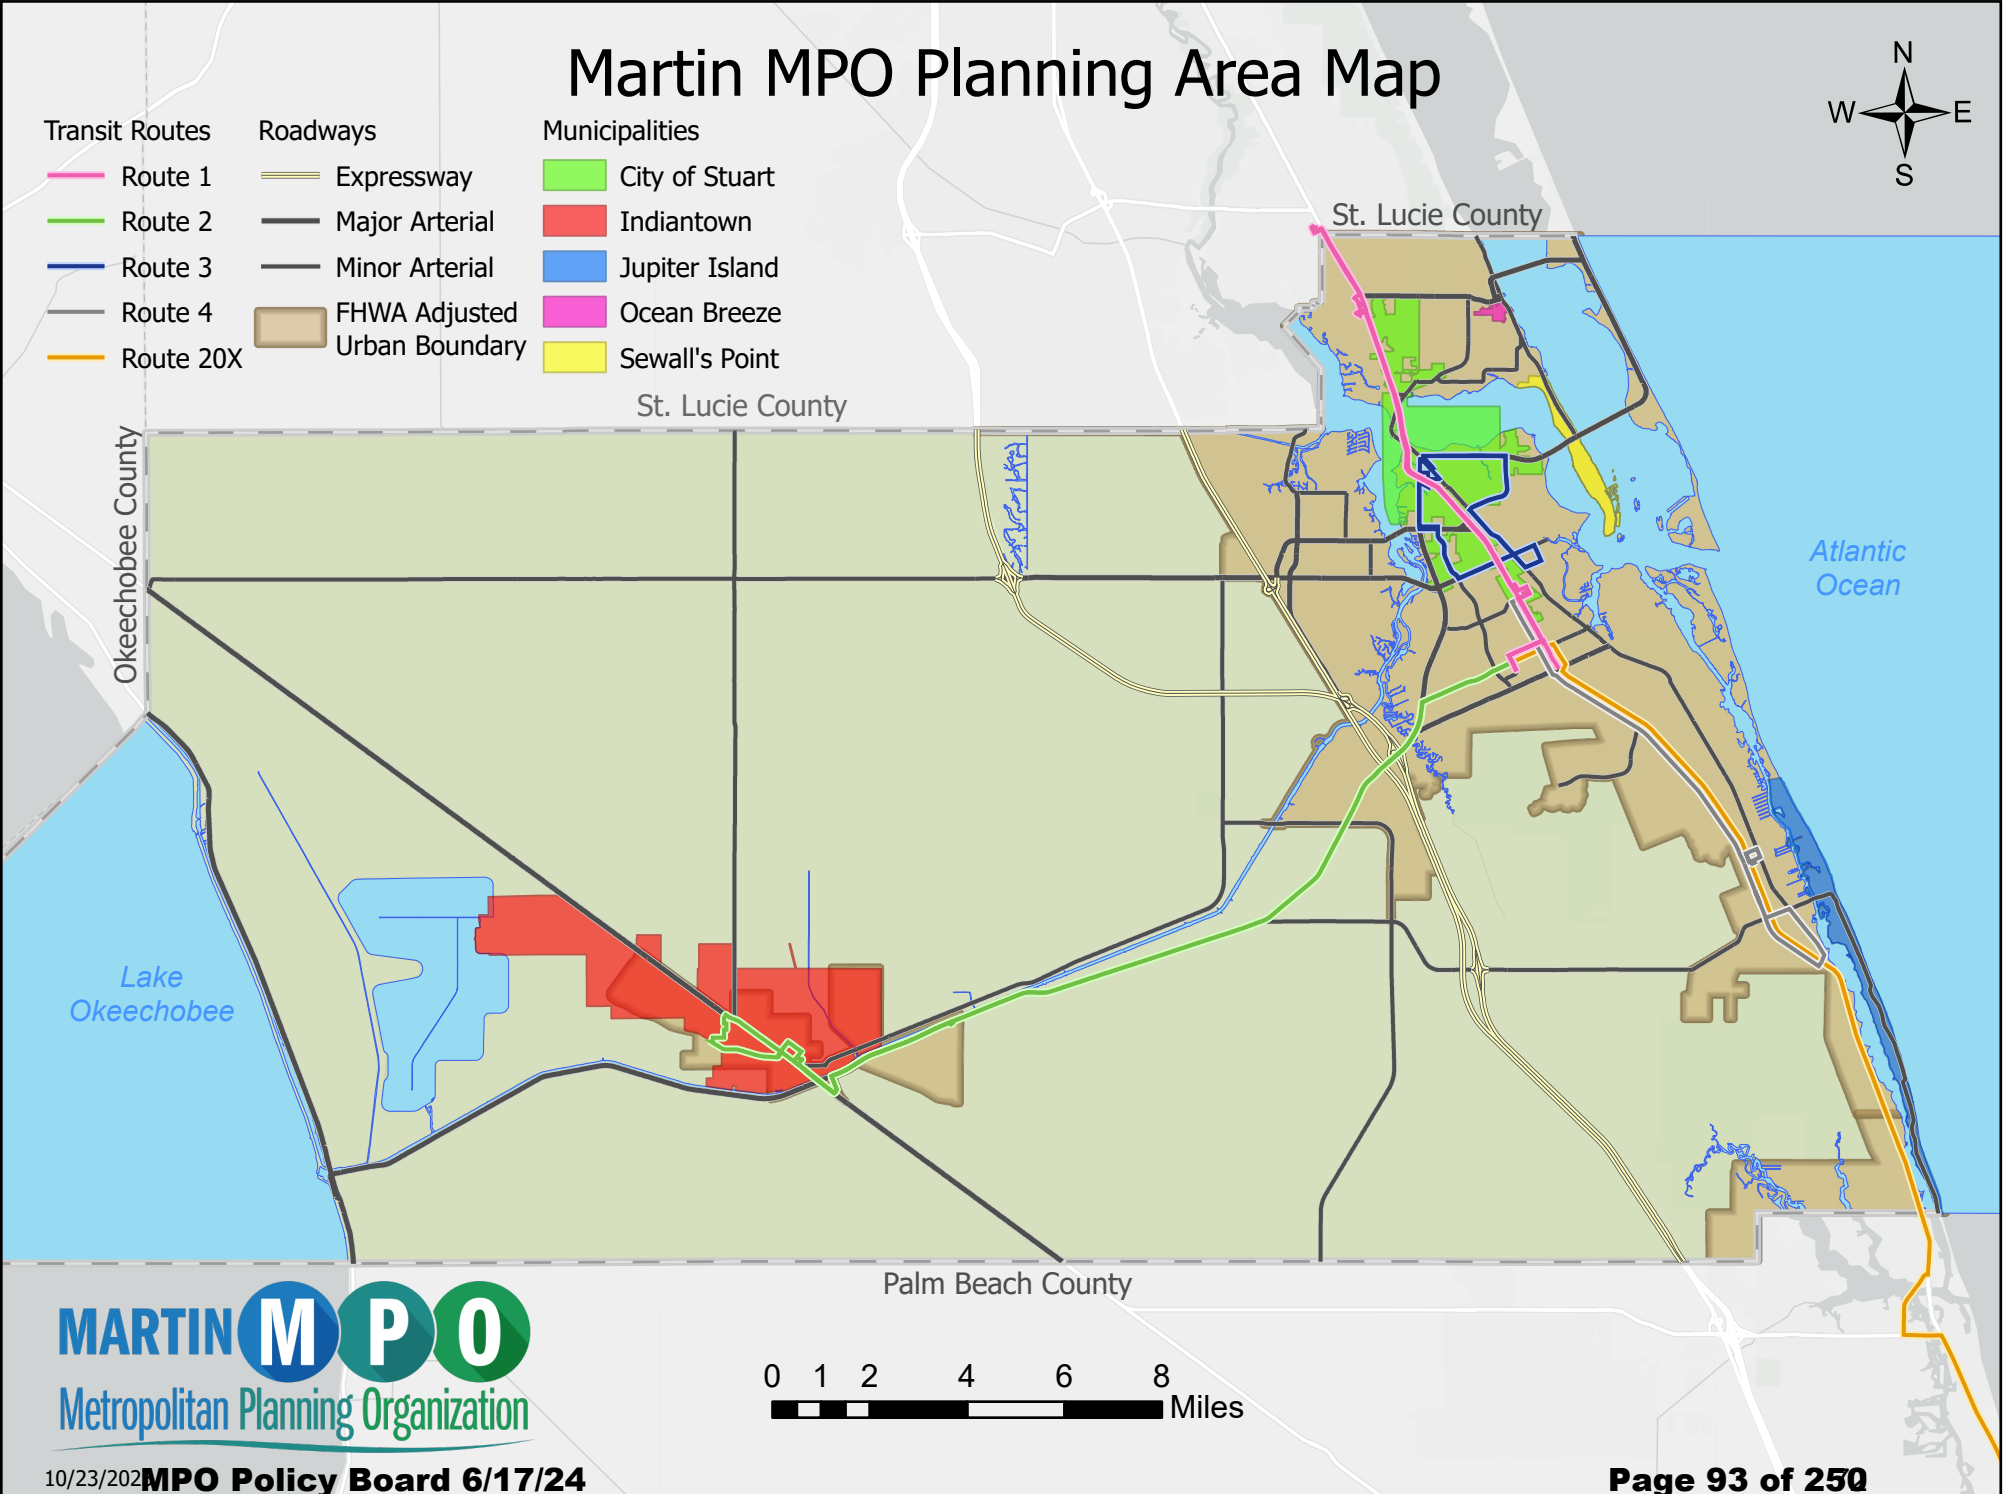 Martin MPO Planning Area Map
N
W E
S
Transit Routes
Route 1
Route 2
Route 3
Route 4
Route 20X
Roadways
Expressway
Major Arterial
Minor Arterial
FHWA Adjusted
Urban Boundary
Municipalities
City of Stuart
Indiantown
Jupiter Island
Ocean Breeze
Sewall's Point
St. Lucie County
St. Lucie County
Okeechobee County
Atlantic
Ocean
Lake
Okeechobee
Palm Beach County
MARTIN MPO
Metropolitan Planning Organization
0 1 2 4 6 8
Miles
MPO Policy Board 6/17/24
Page 93 of 250